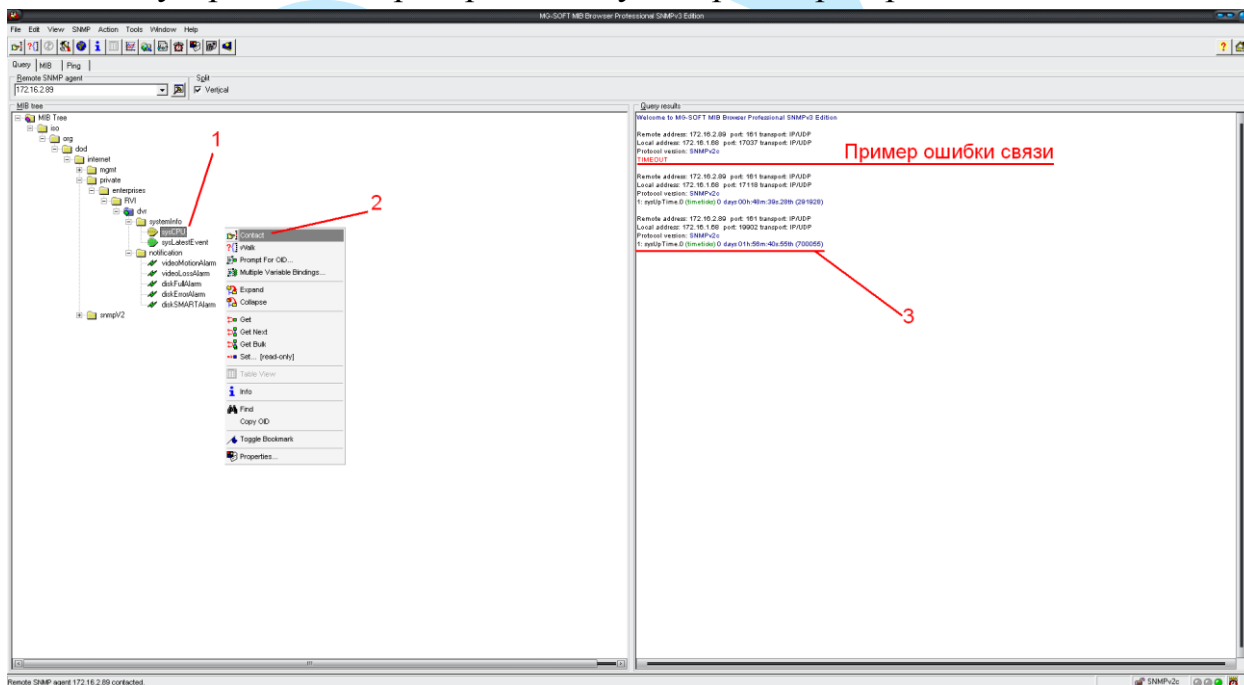 MG-SOFT MIB Browser Professional SNMPv3 Edition
File Edit View SNMP Action Tools Window Help
Query MIB Ping
Remote SNMP agent
Split
172.16.2.89
Vertical
MIB tree
MIB Tree
iso
org
dod
internet
mgmt
private
enterprises
RVI
dvr
systemInfo
sysCPU
sysLatestEvent
notification
videoMotionAlarm
videoLossAlarm
diskFullAlarm
diskErrorAlarm
diskSMARTAlarm
snmpV2
1
2
Contact
Walk
Prompt For OID...
Multiple Variable Bindings...
Expand
Collapse
Get
Get Next
Get Bulk
Set... [read-only]
Table View
Info
Find
Copy OID
Toggle Bookmark
Properties...
Query results
Welcome to MG-SOFT MIB Browser Professional SNMPv3 Edition
Remote address: 172.16.2.89 port: 161 transport: IP/UDP
Local address: 172.16.1.68 port: 17037 transport: IP/UDP
Protocol version: SNMPv2c
TIMEOUT
Пример ошибки связи
Remote address: 172.16.2.89 port: 161 transport: IP/UDP
Local address: 172.16.1.68 port: 17118 transport: IP/UDP
Protocol version: SNMPv2c
1: sysUpTime.0 (timeticks) 0 days 00h:48m:39s.28th (291928)
Remote address: 172.16.2.89 port: 161 transport: IP/UDP
Local address: 172.16.1.68 port: 19902 transport: IP/UDP
Protocol version: SNMPv2c
1: sysUpTime.0 (timeticks) 0 days 01h:56m:40s.55th (700055)
3
Remote SNMP agent 172.16.2.89 contacted.
SNMPv2c